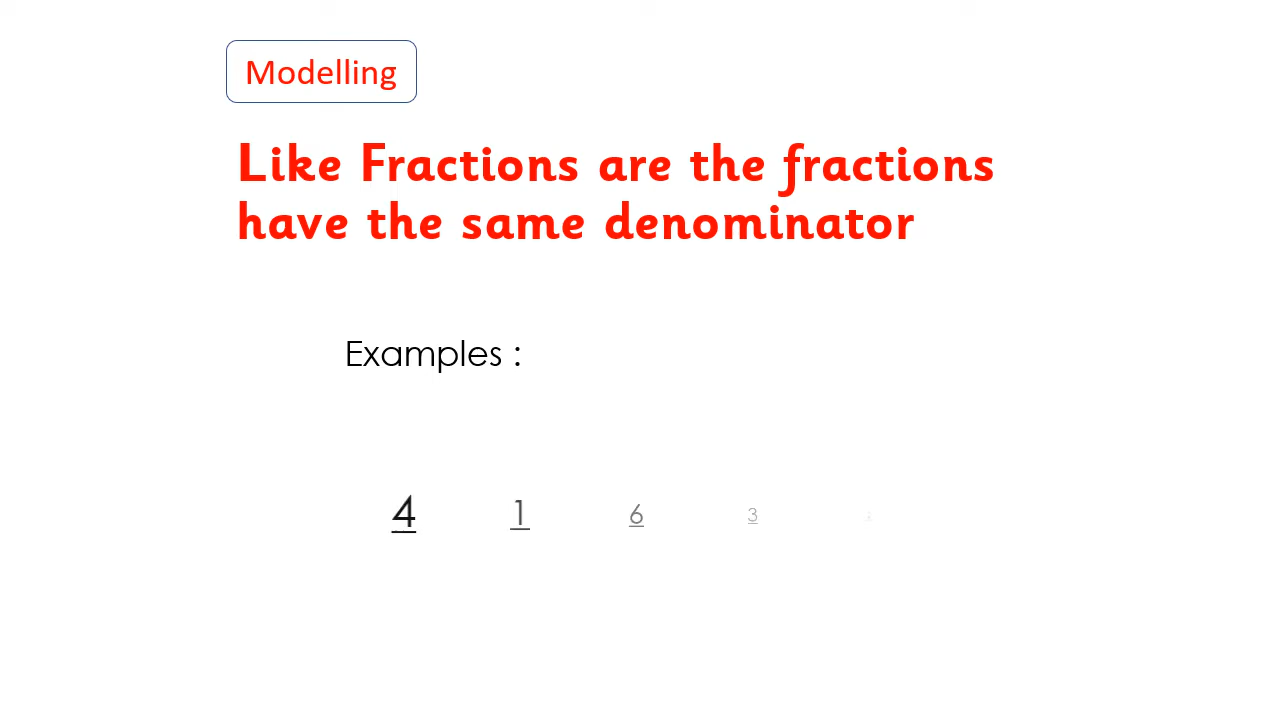 Modelling
Like Fractions are the fractions
have the same denominator
Examples :
4 1 6 3